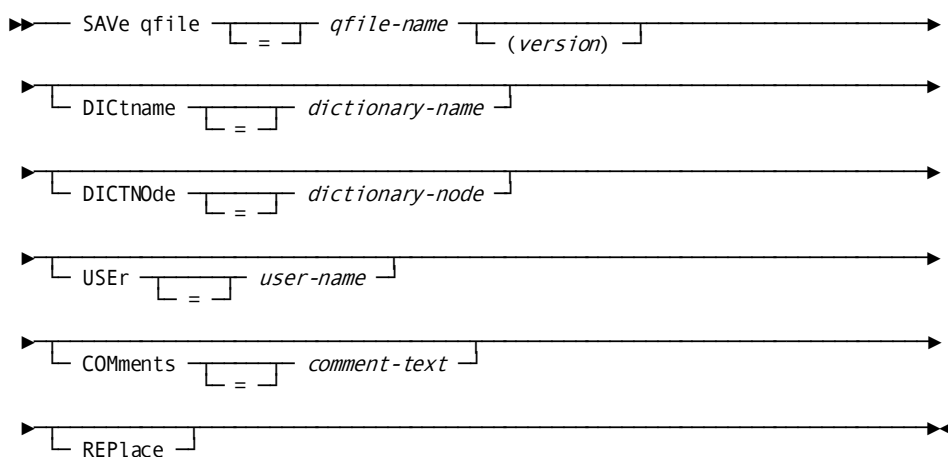 SAVe qfile = qfile-name (version)
DICtname = dictionary-name
DICTNOde = dictionary-node
USEr = user-name
COMments = comment-text
REPlace